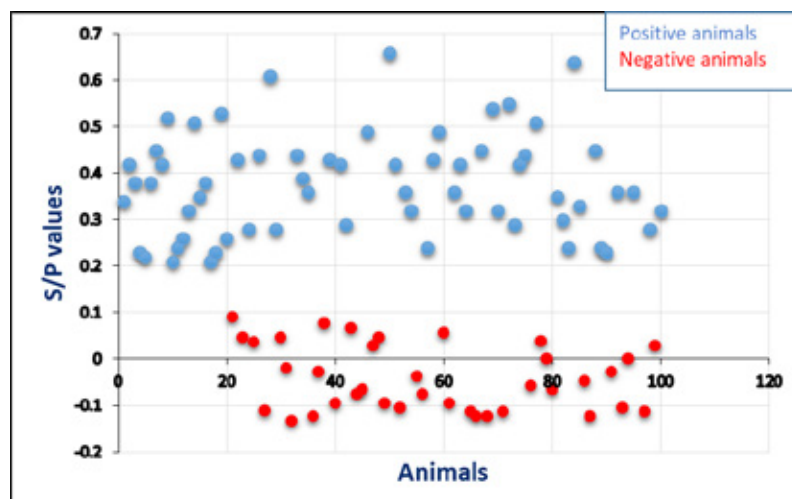 Positive animals
Negative animals
0.7
0.6
0.5
0.4
0.3
0.2
0.1
0
-0.1
-0.2
0 20 40 60 80 100 120
S/P values
Animals